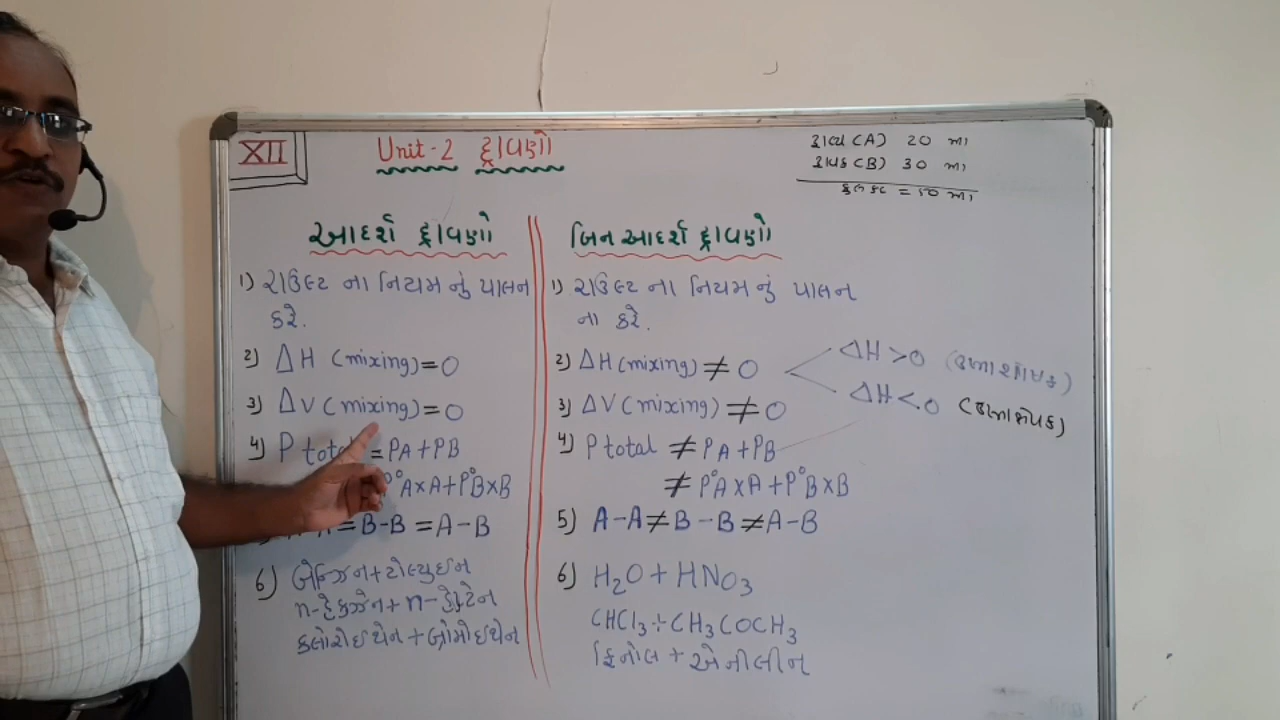 XII
Unit-2 દ્રાવણો
દ્રાવ્ય (A) 20 મા
દ્રાવક (B) 30 મા
કુલ કદ = 50 મા
આદર્શ દ્રાવણો
1) રાઉલ્ટ ના નિયમ નું પાલન
કરે.
2) ΔH (mixing) = 0
3) ΔV (mixing) = 0
4) P total = PA + PB
P°A×A + P°B×B
= B-B = A-B
6) બેન્ઝિન + ટોલ્યુઈન
n-હેક્ઝેન + n-હેપ્ટેન
ક્લોરોઈથેન + બ્રોમોઈથેન
બિન આદર્શ દ્રાવણો
1) રાઉલ્ટ ના નિયમ નું પાલન
ના કરે.
2) ΔH (mixing) ≠ 0
ΔH > 0 (ઉષ્માશોષક)
ΔH < 0 (ઉષ્માક્ષેપક)
3) ΔV (mixing) ≠ 0
4) P total ≠ PA + PB
≠ P°A×A + P°B×B
5) A-A ≠ B-B ≠ A-B
6) H₂O + HNO₃
CHCl₃ + CH₃COCH₃
ફિનોલ + એનીલીન